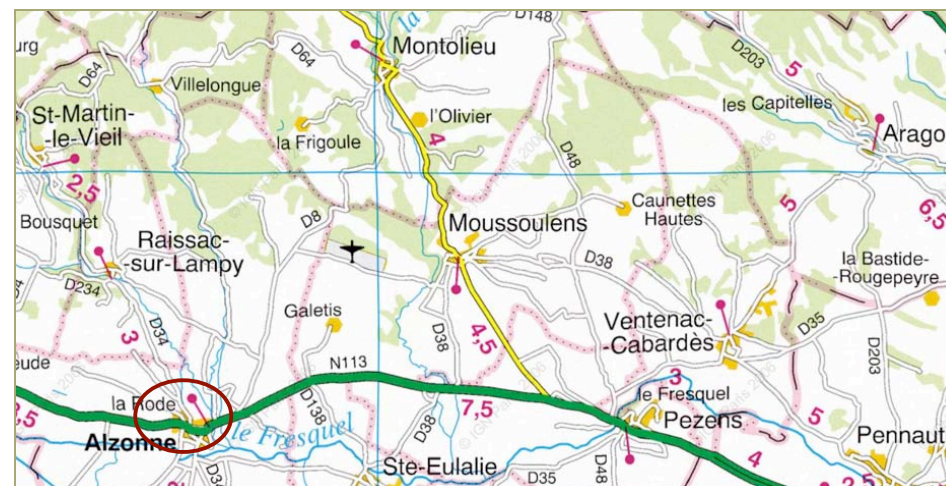 la
D148
urg
D64
D64
Montolieu
D203
5
Villelongue
les Capitelles
St-Martin-
-le-Vieil
l'Olivier
4
la Frigoule
Arago
D48
2,5
Caunettes
Hautes
5
6,5
Bousquet
D8
Moussoulens
Raissac-
-sur-Lampy
D38
la Bastide-
-Rougepeyre
D234
Galetis
Ventenac-
-Cabardès
3
D34
4,5
D38
D35
D203
eude
N113
3
la Rode
le Fresquel
7,5
5
D138
le Fresquel
Pezens
Alzonne
D38
Pennaut
Ste-Eulalie
D35
D48
4
2,5